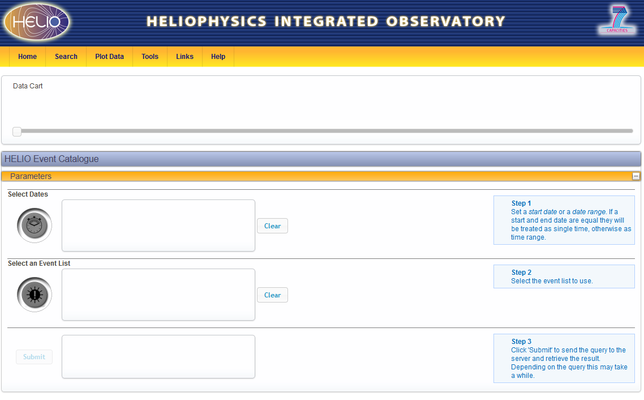 HELIO
HELIOPHYSICS INTEGRATED OBSERVATORY
7
Home Search Plot Data Tools Links Help
Data Cart
HELIO Event Catalogue
Parameters
Select Dates
Clear
Step 1
Set a start date or a date range. If a
start and end date are equal they will
be treated as single time, otherwise as
time range.
Select an Event List
Clear
Step 2
Select the event list to use.
Submit
Step 3
Click 'Submit' to send the query to the
server and retrieve the result.
Depending on the query this may take
a while.